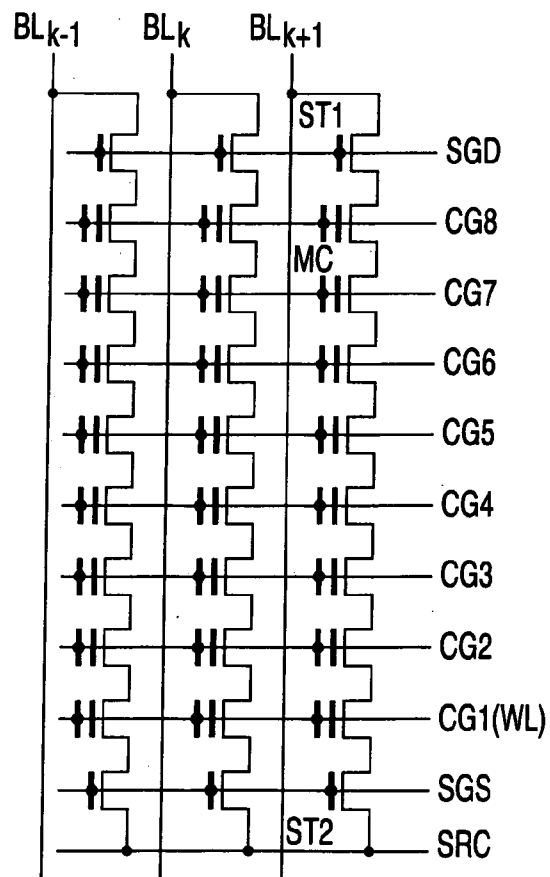 BLk-1 BLk BLk+1
ST1
SGD
CG8
MC
CG7
CG6
CG5
CG4
CG3
CG2
CG1(WL)
SGS
ST2
SRC